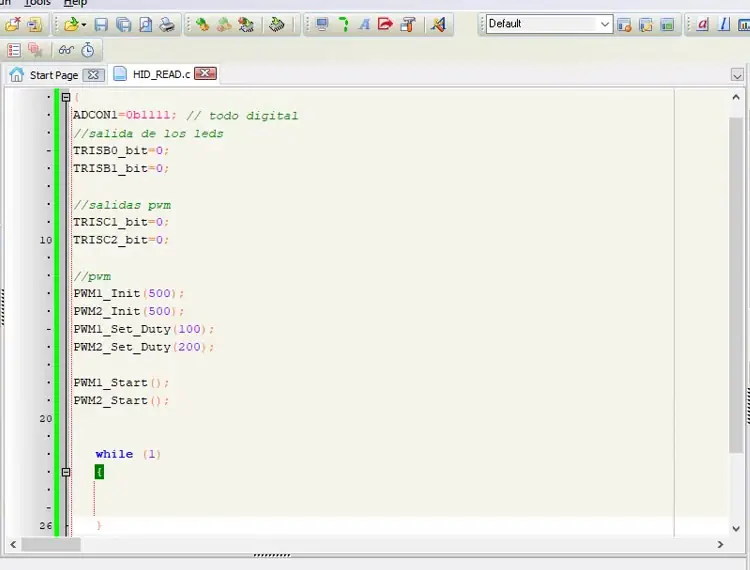 un Tools Help
Default
Start Page HID_READ.c
{
ADCON1=0b1111; // todo digital
//salida de los leds
TRISB0_bit=0;
TRISB1_bit=0;
//salidas pwm
TRISC1_bit=0;
10 TRISC2_bit=0;
//pwm
PWM1_Init(500);
PWM2_Init(500);
PWM1_Set_Duty(100);
PWM2_Set_Duty(200);
PWM1_Start();
PWM2_Start();
20
while (1)
{
26 }